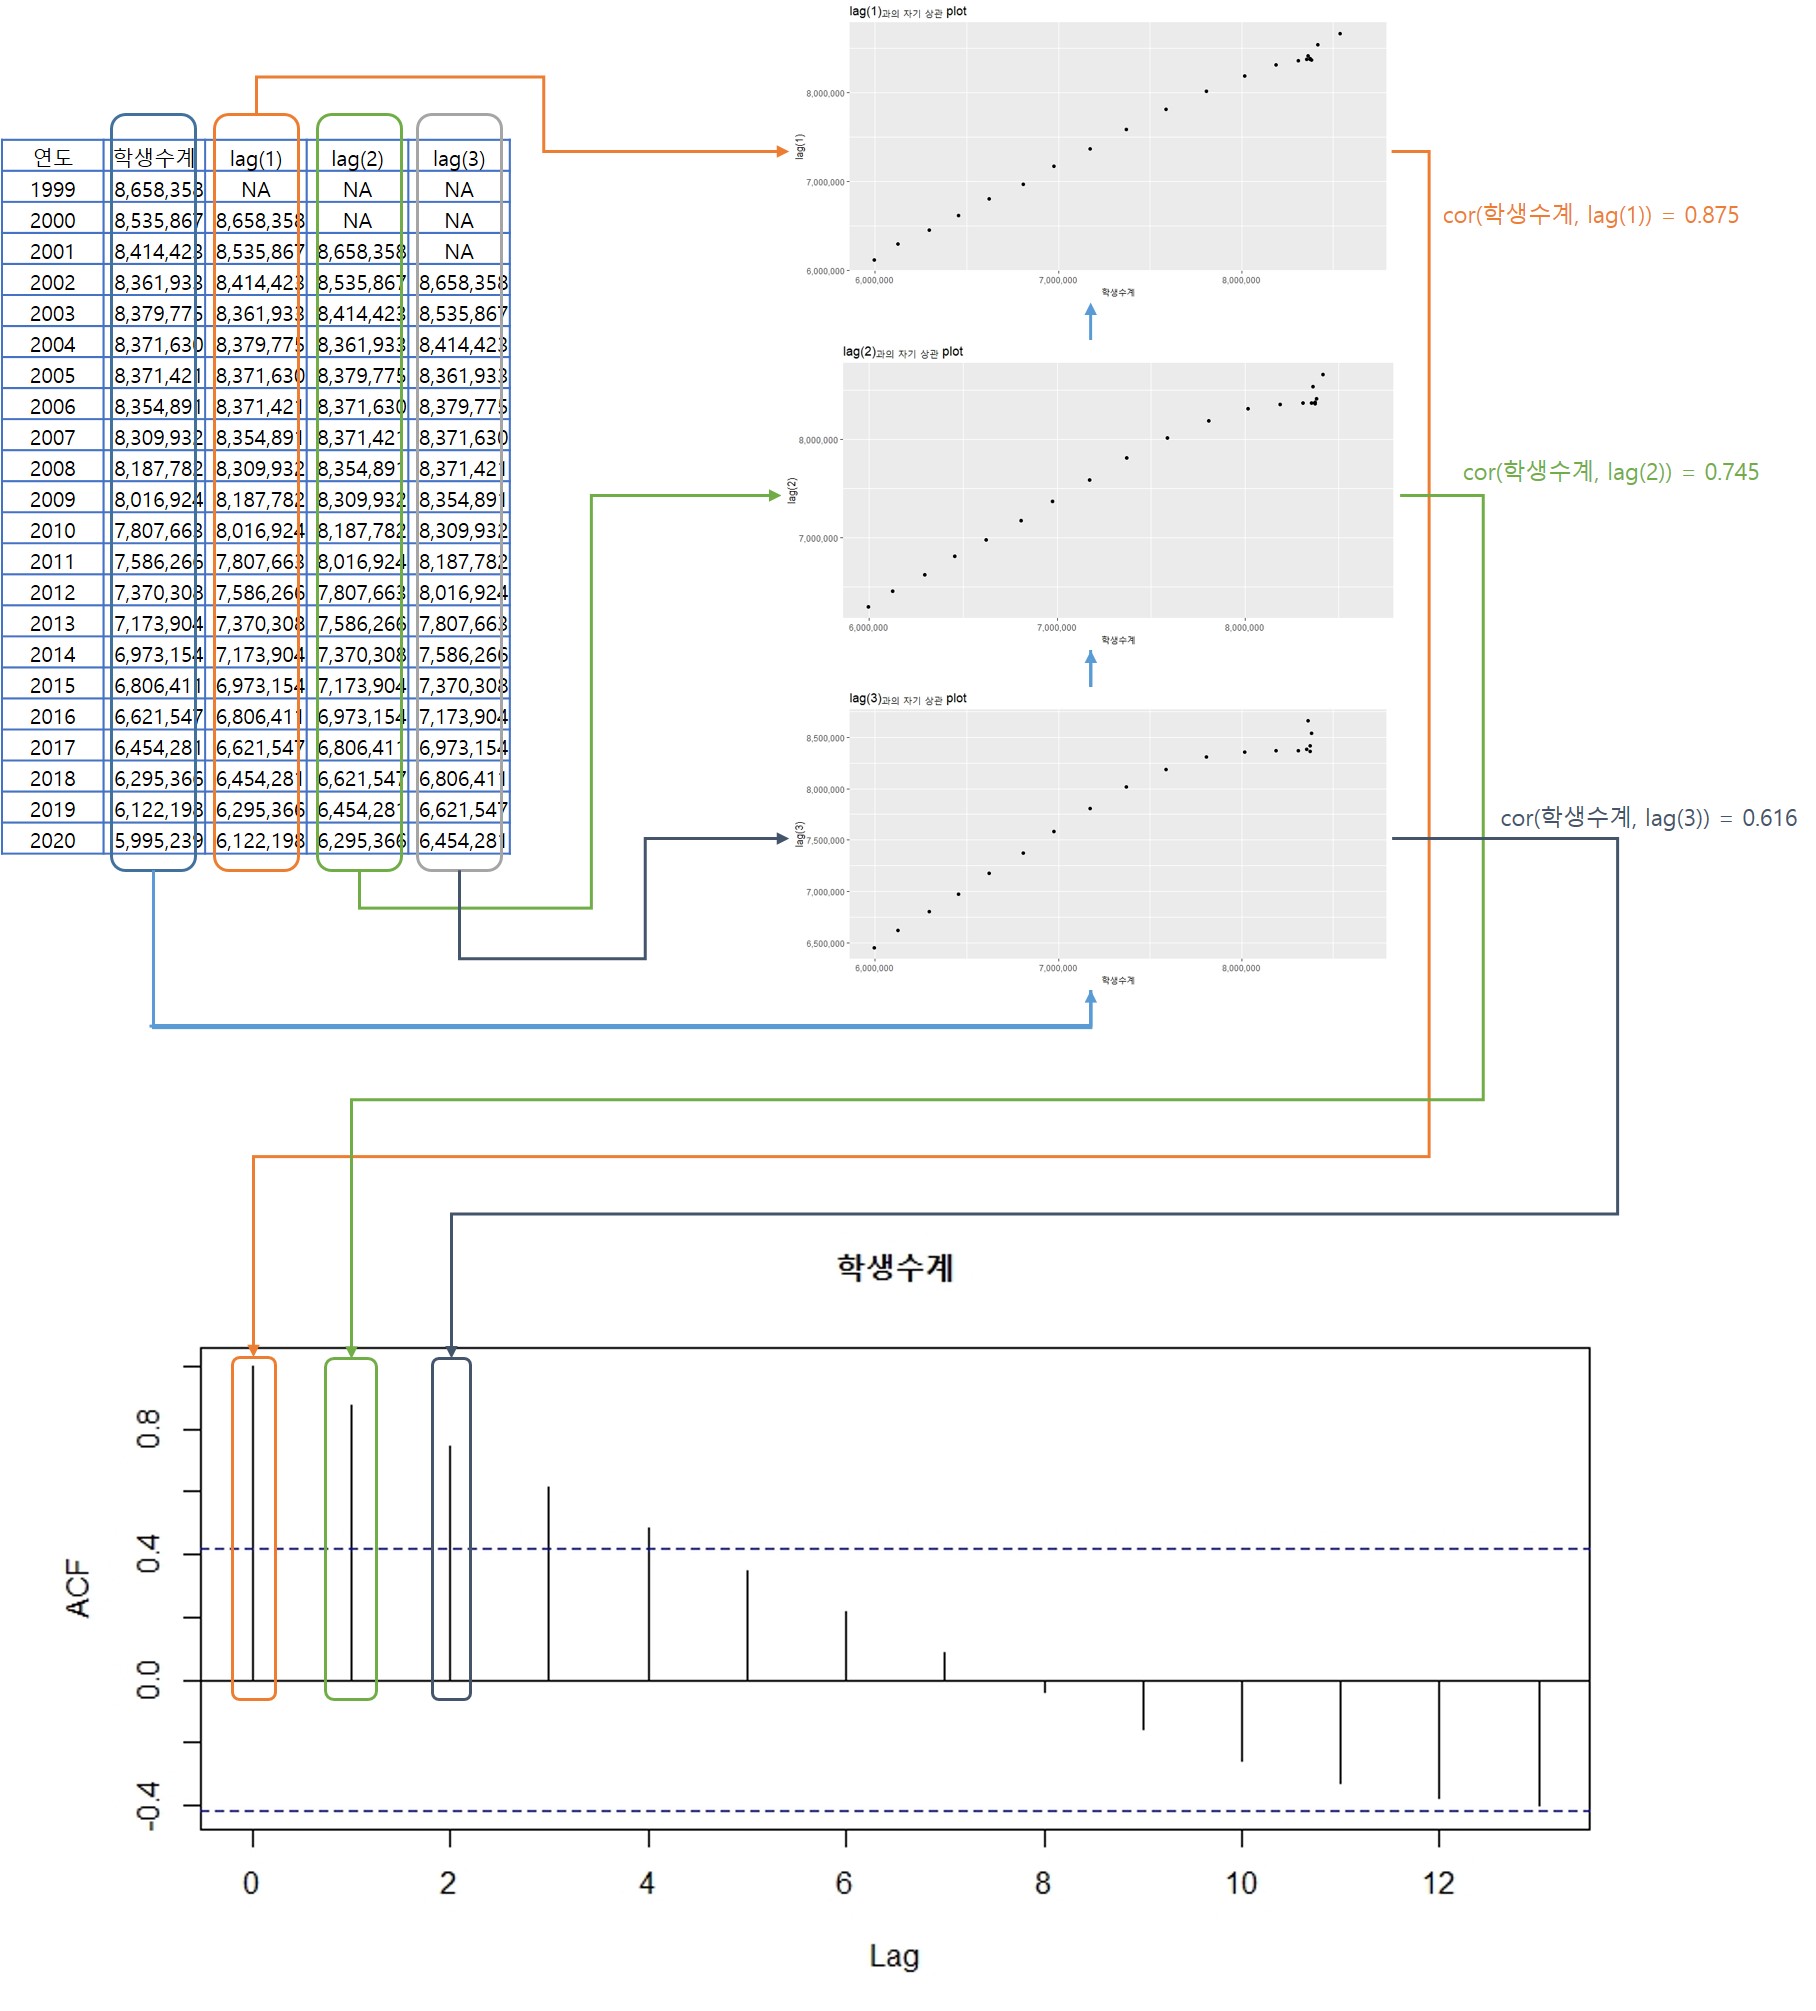 연도 학생수계 lag(1) lag(2) lag(3)
1999 8,658,358 NA NA NA
2000 8,535,867 8,658,358 NA NA
2001 8,414,423 8,535,867 8,658,358 NA
2002 8,361,933 8,414,423 8,535,867 8,658,358
2003 8,379,775 8,361,933 8,414,423 8,535,867
2004 8,371,630 8,379,775 8,361,933 8,414,423
2005 8,371,421 8,371,630 8,379,775 8,361,933
2006 8,354,891 8,371,421 8,371,630 8,379,775
2007 8,309,932 8,354,891 8,371,421 8,371,630
2008 8,187,782 8,309,932 8,354,891 8,371,421
2009 8,016,924 8,187,782 8,309,932 8,354,891
2010 7,807,663 8,016,924 8,187,782 8,309,932
2011 7,586,266 7,807,663 8,016,924 8,187,782
2012 7,370,308 7,586,266 7,807,663 8,016,924
2013 7,173,904 7,370,308 7,586,266 7,807,663
2014 6,973,154 7,173,904 7,370,308 7,586,266
2015 6,806,411 6,973,154 7,173,904 7,370,308
2016 6,621,547 6,806,411 6,973,154 7,173,904
2017 6,454,281 6,621,547 6,806,411 6,973,154
2018 6,295,366 6,454,281 6,621,547 6,806,411
2019 6,122,198 6,295,366 6,454,281 6,621,547
2020 5,995,239 6,122,198 6,295,366 6,454,281
lag(1)과의 자기 상관 plot
lag(1)
8,000,000
7,000,000
6,000,000
6,000,000 7,000,000 8,000,000
학생수계
cor(학생수계, lag(1)) = 0.875
lag(2)과의 자기 상관 plot
lag(2)
8,000,000
7,000,000
6,000,000 7,000,000 8,000,000
학생수계
cor(학생수계, lag(2)) = 0.745
lag(3)과의 자기 상관 plot
lag(3)
8,500,000
8,000,000
7,500,000
7,000,000
6,500,000
6,000,000 7,000,000 8,000,000
학생수계
cor(학생수계, lag(3)) = 0.616
학생수계
ACF
0.8
0.4
0.0
-0.4
0 2 4 6 8 10 12
Lag